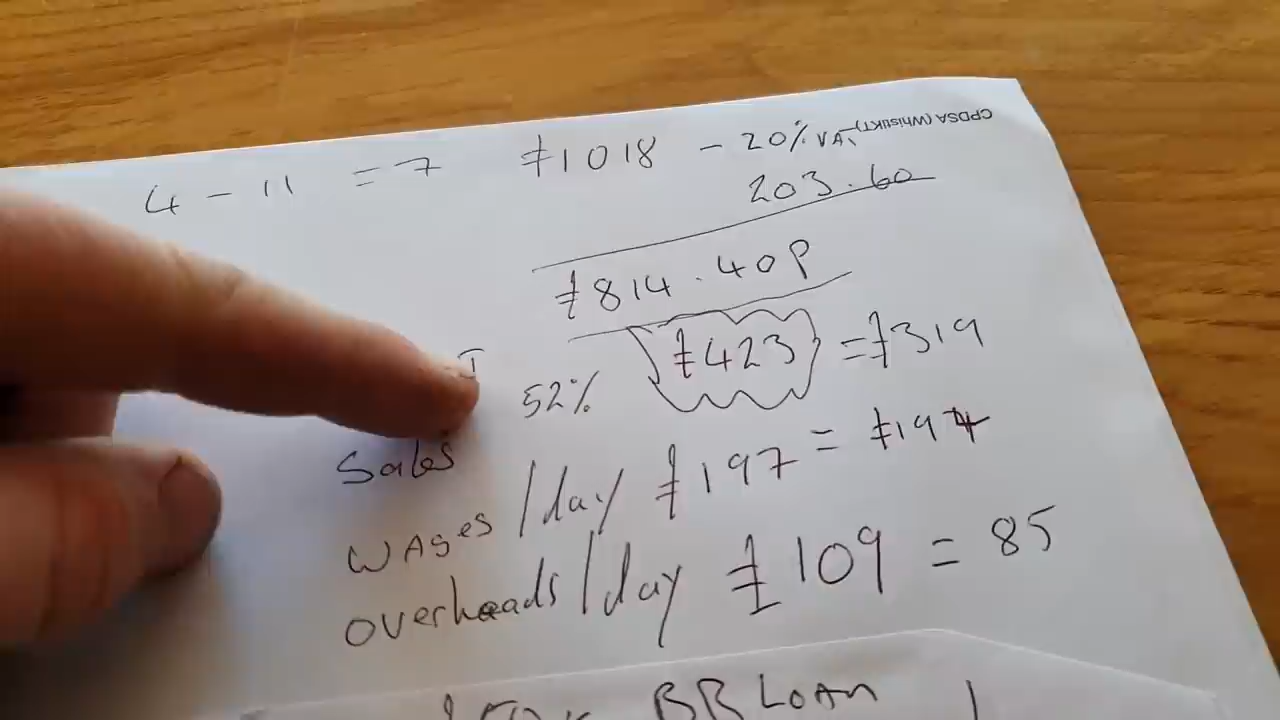 CPDSA (WhistlKT)
4 - 11 = 7 £1018 - 20% VAT
203.60
£814.40P
52% £423 = £319
Sales
WAges / day £197 = £194
overheads / day £109 = 85
BB LOAN